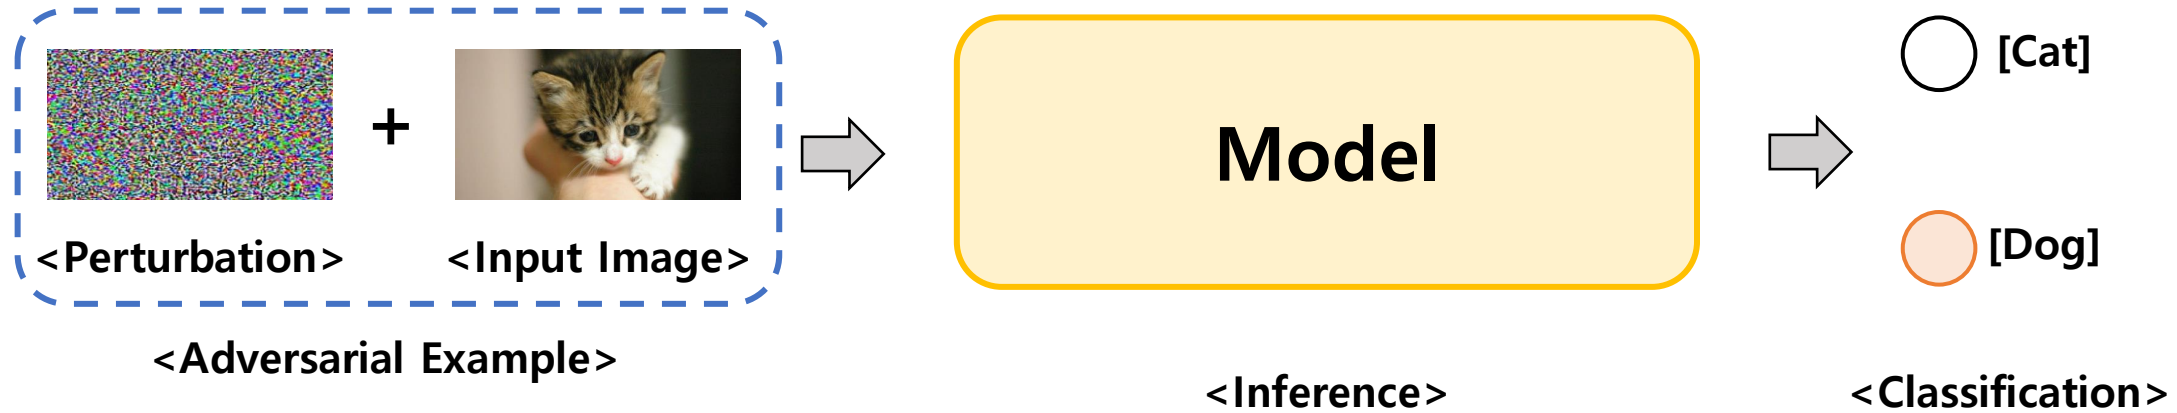 <Perturbation>
+
<Input Image>
<Adversarial Example>
Model
<Inference>
[Cat]
[Dog]
<Classification>